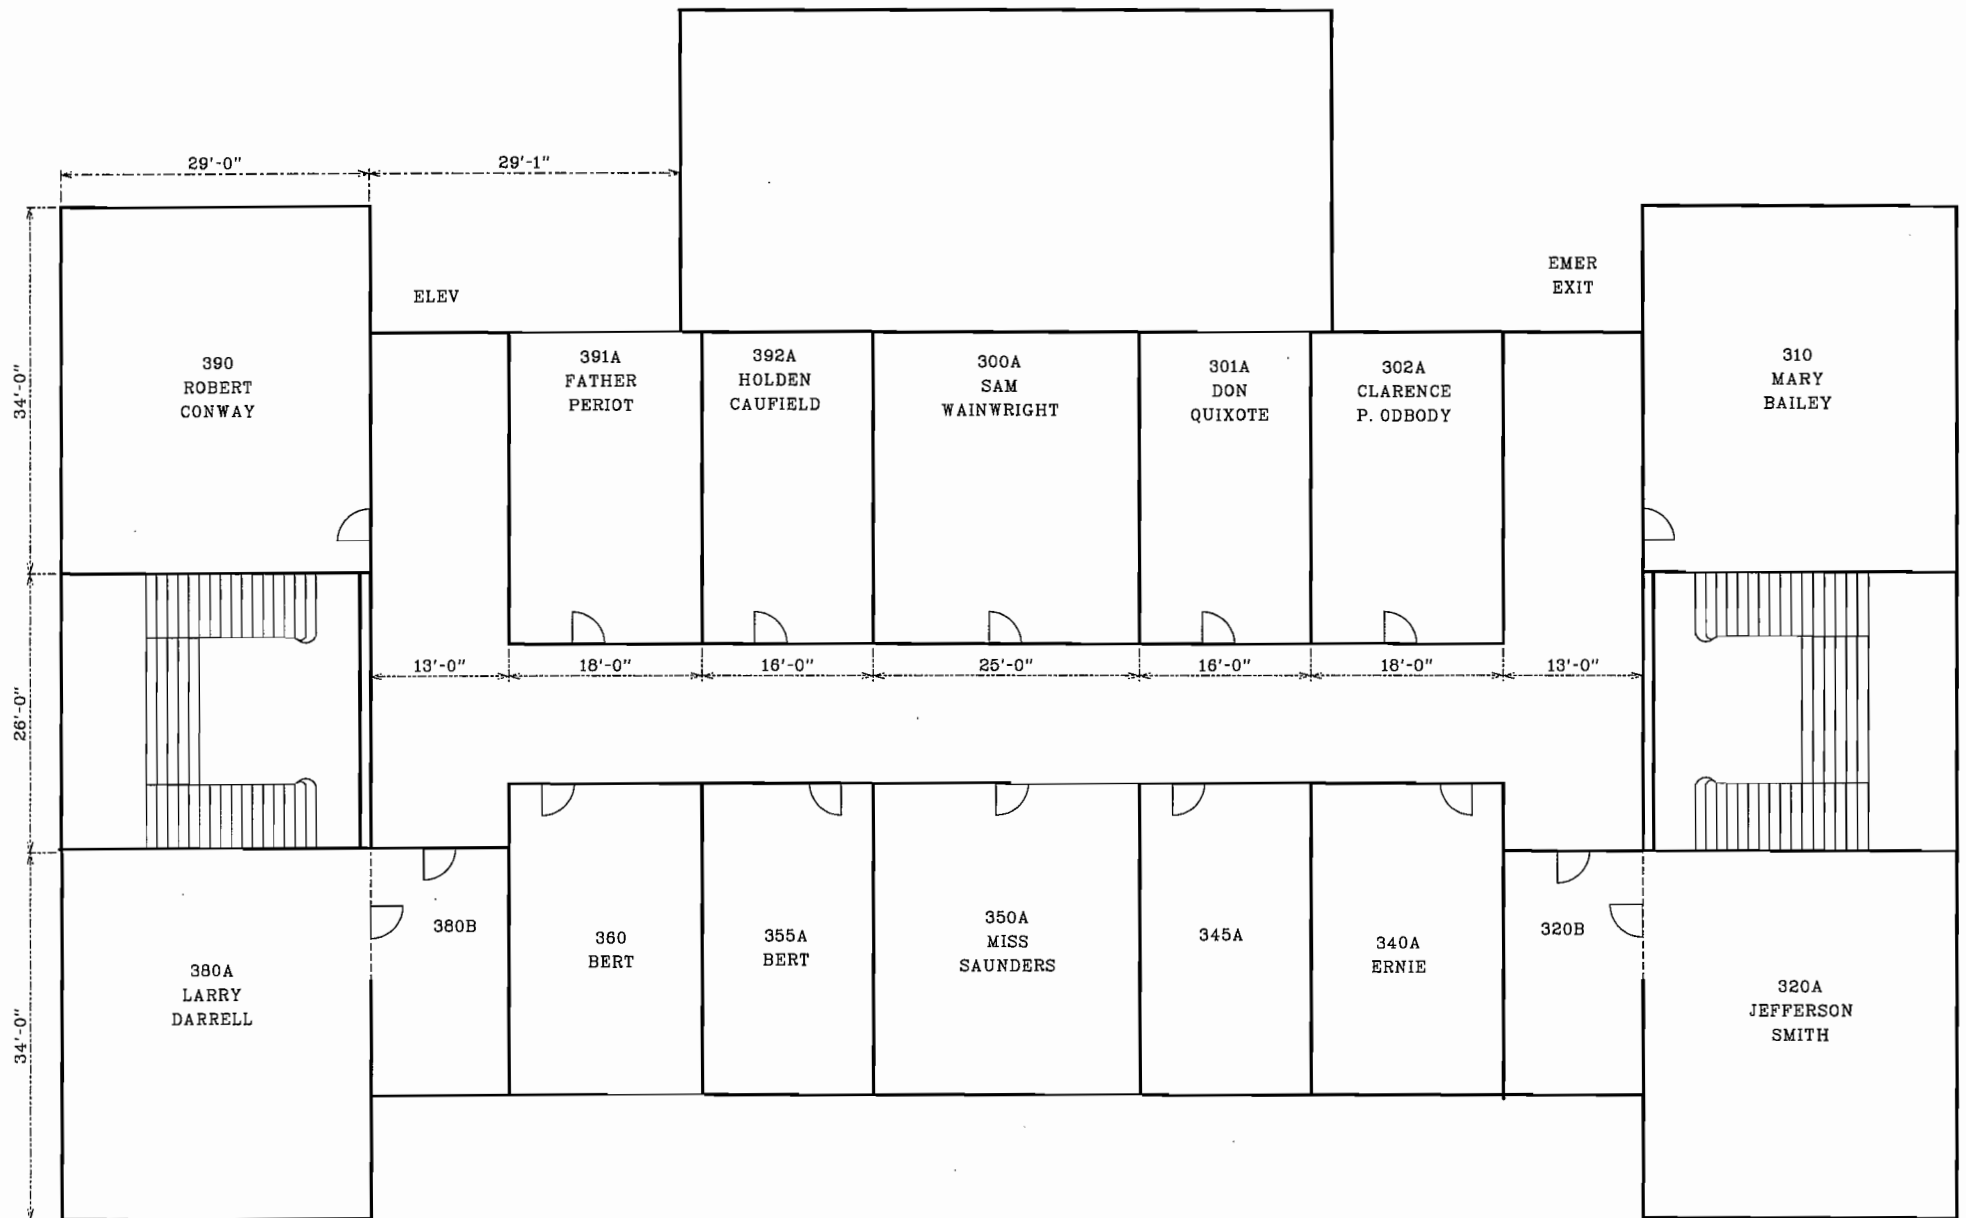 29'-0"
29'-1"
34'-0"
26'-0"
34'-0"
ELEV
EMER
EXIT
390
ROBERT
CONWAY
391A
FATHER
PERIOT
392A
HOLDEN
CAUFIELD
300A
SAM
WAINWRIGHT
301A
DON
QUIXOTE
302A
CLARENCE
P. ODBODY
310
MARY
BAILEY
13'-0"
18'-0"
16'-0"
25'-0"
16'-0"
18'-0"
13'-0"
380A
LARRY
DARRELL
380B
360
BERT
355A
BERT
350A
MISS
SAUNDERS
345A
340A
ERNIE
320B
320A
JEFFERSON
SMITH